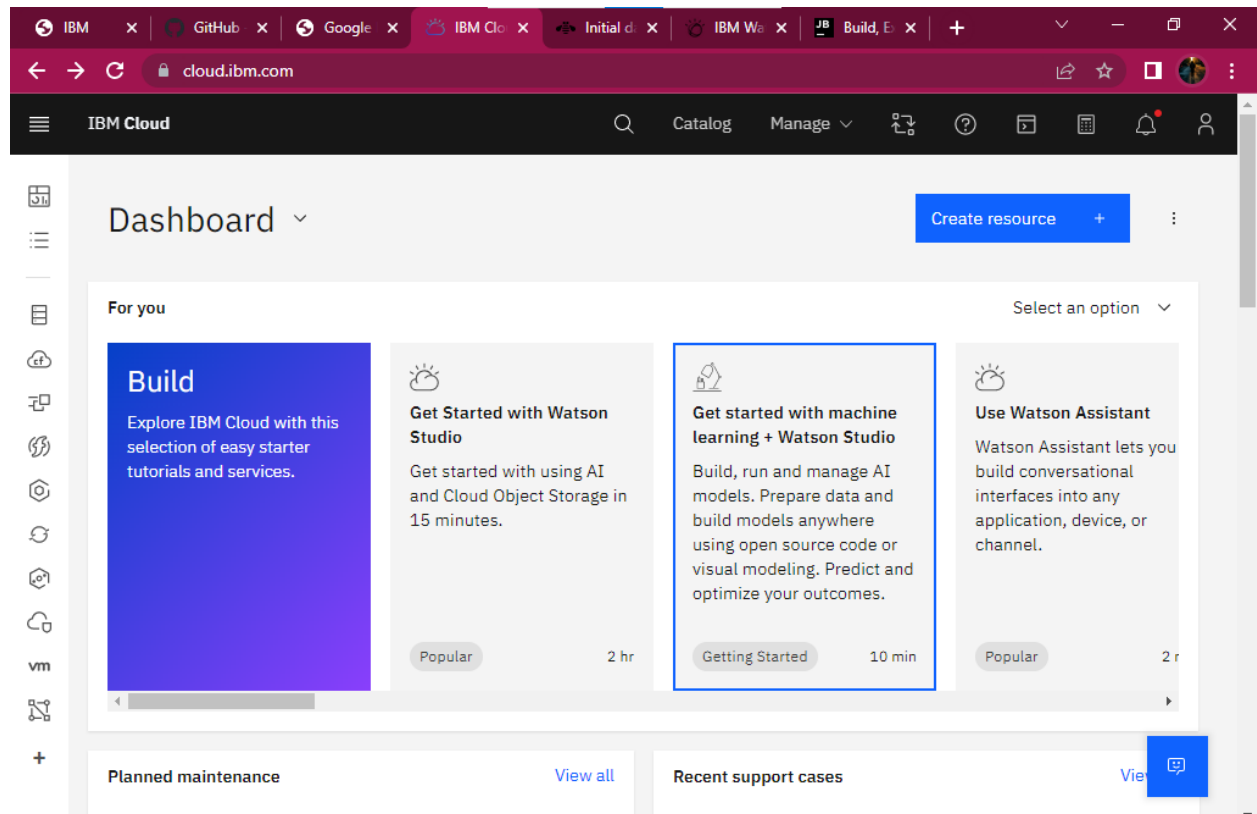 IBM
GitHub
Google
IBM Clo
Initial d
IBM Wa
JB
Build, E
cloud.ibm.com
IBM Cloud
Catalog
Manage
Dashboard
Create resource +
For you
Select an option
Build
Explore IBM Cloud with this
selection of easy starter
tutorials and services.
Get Started with Watson
Studio
Get started with using AI
and Cloud Object Storage in
15 minutes.
Popular
2 hr
Get started with machine
learning + Watson Studio
Build, run and manage AI
models. Prepare data and
build models anywhere
using open source code or
visual modeling. Predict and
optimize your outcomes.
Getting Started
10 min
Use Watson Assistant
Watson Assistant lets you
build conversational
interfaces into any
application, device, or
channel.
Popular
2
cf
vm
Planned maintenance
View all
Recent support cases
Vie